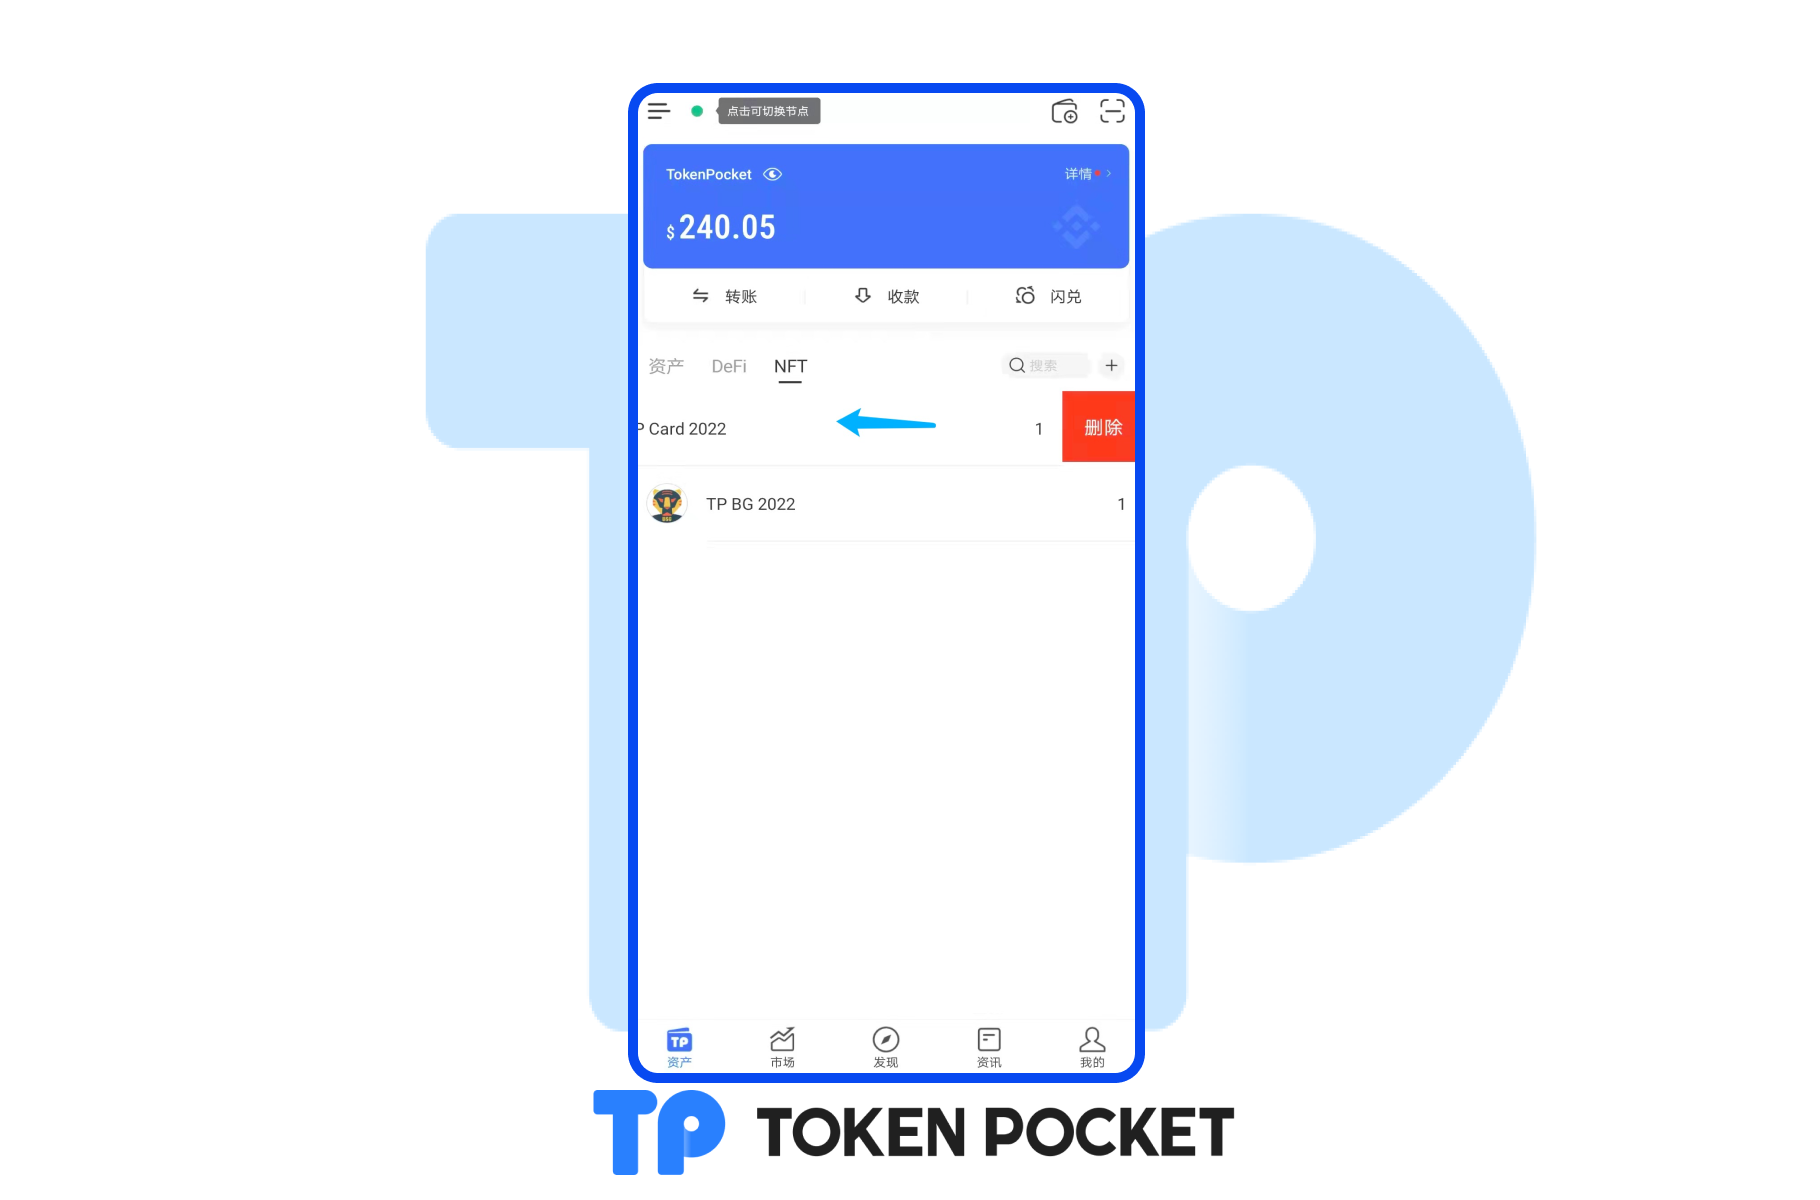 点击可切换节点
TokenPocket 详情
$ 240.05
转账 收款 闪兑
资产 DeFi NFT 搜索
P Card 2022 1 删除
TP BG 2022 1
TP
资产 市场 发现 资讯 我的
TP TOKEN POCKET